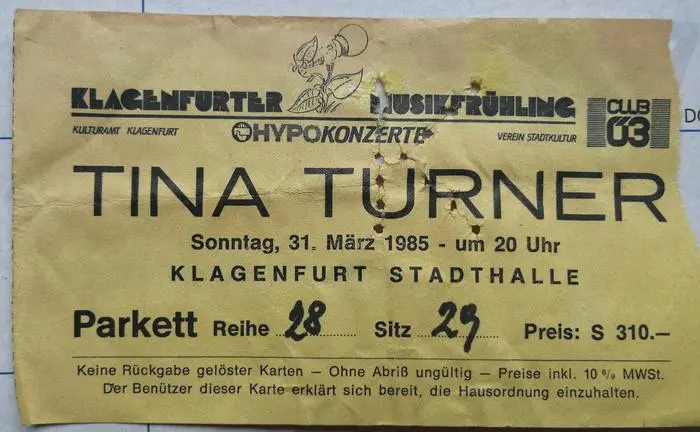 KLAGENFURTER MUSIKFRÜHLING
CLUB Ö3
KULTURAMT KLAGENFURT HYPOKONZERTE VEREIN STADTKULTUR
TINA TURNER
Sonntag, 31. März 1985 - um 20 Uhr
KLAGENFURT STADTHALLE
Parkett Reihe 28 Sitz 29 Preis: S 310.—
Keine Rückgabe gelöster Karten — Ohne Abriß ungültig — Preise inkl. 10 % MWSt.
Der Benützer dieser Karte erklärt sich bereit, die Hausordnung einzuhalten.